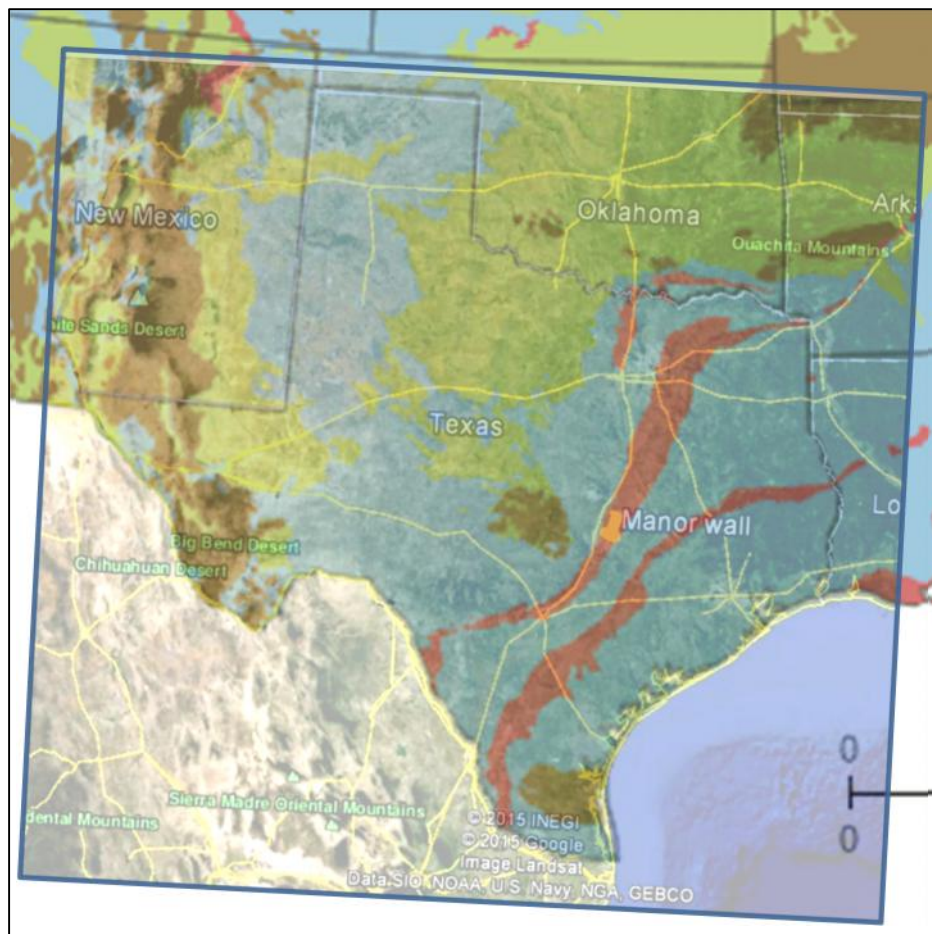 New Mexico
Oklahoma
Arka
Ouachita Mountains
ite Sands Desert
Texas
Manor wall
Lo
Big Bend Desert
Chihuahuan Desert
0
Sierra Madre Oriental Mountains
dental Mountains
© 2015 INEGI
© 2015 Google
Image Landsat
Data SIO, NOAA, U.S. Navy, NGA, GEBCO
0